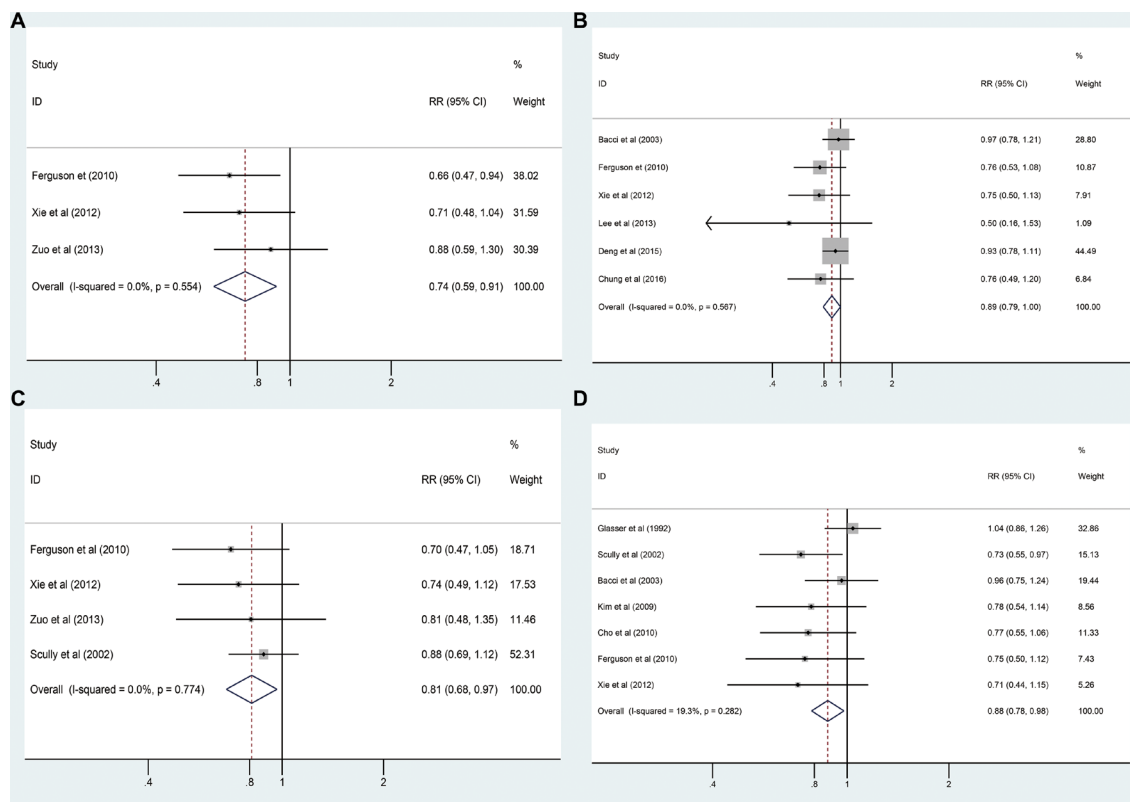 A
Study %
ID RR (95% CI) Weight
Ferguson et (2010) 0.66 (0.47, 0.94) 38.02
Xie et al (2012) 0.71 (0.48, 1.04) 31.59
Zuo et al (2013) 0.88 (0.59, 1.30) 30.39
Overall (I-squared = 0.0%, p = 0.554) 0.74 (0.59, 0.91) 100.00
.4 .8 1 2
B
Study %
ID RR (95% CI) Weight
Bacci et al (2003) 0.97 (0.78, 1.21) 28.80
Ferguson et al (2010) 0.76 (0.53, 1.08) 10.87
Xie et al (2012) 0.75 (0.50, 1.13) 7.91
Lee et al (2013) 0.50 (0.16, 1.53) 1.09
Deng et al (2015) 0.93 (0.78, 1.11) 44.49
Chung et al (2016) 0.76 (0.49, 1.20) 6.84
Overall (I-squared = 0.0%, p = 0.567) 0.89 (0.79, 1.00) 100.00
.4 .8 1 2
C
Study %
ID RR (95% CI) Weight
Ferguson et al (2010) 0.70 (0.47, 1.05) 18.71
Xie et al (2012) 0.74 (0.49, 1.12) 17.53
Zuo et al (2013) 0.81 (0.48, 1.35) 11.46
Scully et al (2002) 0.88 (0.69, 1.12) 52.31
Overall (I-squared = 0.0%, p = 0.774) 0.81 (0.68, 0.97) 100.00
.4 .8 1 2
D
Study %
ID RR (95% CI) Weight
Glasser et al (1992) 1.04 (0.86, 1.26) 32.86
Scully et al (2002) 0.73 (0.55, 0.97) 15.13
Bacci et al (2003) 0.96 (0.75, 1.24) 19.44
Kim et al (2009) 0.78 (0.54, 1.14) 8.56
Cho et al (2010) 0.77 (0.55, 1.06) 11.33
Ferguson et al (2010) 0.75 (0.50, 1.12) 7.43
Xie et al (2012) 0.71 (0.44, 1.15) 5.26
Overall (I-squared = 19.3%, p = 0.282) 0.88 (0.78, 0.98) 100.00
.4 .8 1 2